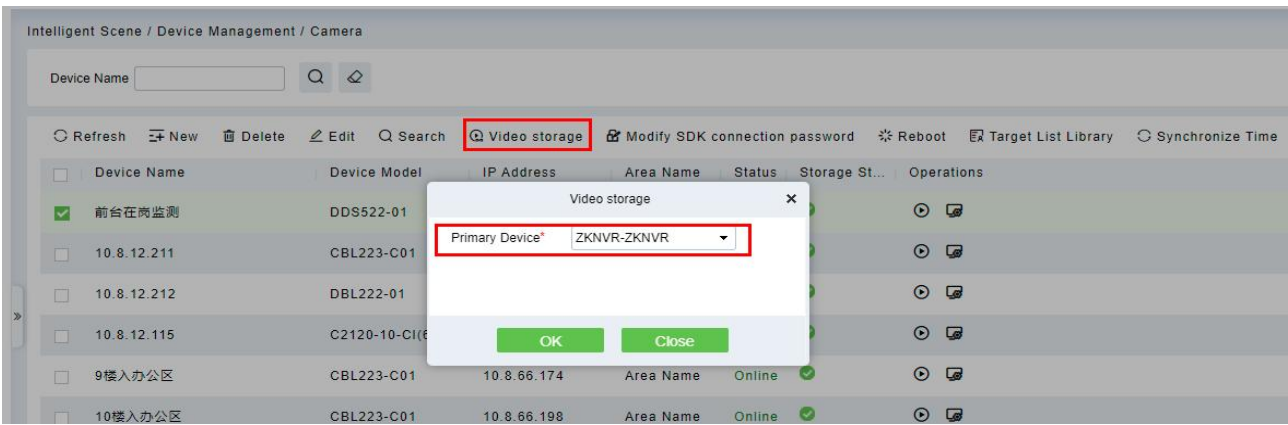 Intelligent Scene / Device Management / Camera
Device Name
Refresh New Delete Edit Search Video storage Modify SDK connection password Reboot Target List Library Synchronize Time
Device Name Device Model IP Address Area Name Status Storage St... Operations
Video storage
前台在岗监测 DDS522-01
Primary Device* ZKNVR-ZKNVR
10.8.12.211 CBL223-C01
10.8.12.212 DBL222-01
10.8.12.115 C2120-10-CI(6
OK Close
9楼入办公区 CBL223-C01 10.8.66.174 Area Name Online
10楼入办公区 CBL223-C01 10.8.66.198 Area Name Online